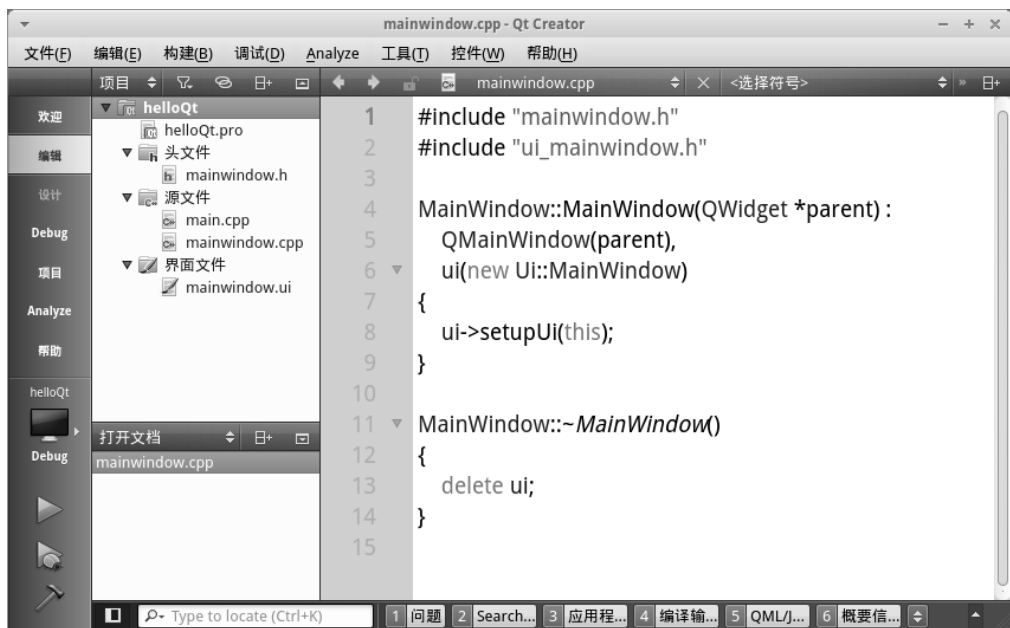 mainwindow.cpp - Qt Creator
文件(F) 编辑(E) 构建(B) 调试(D) Analyze 工具(T) 控件(W) 帮助(H)
项目 mainwindow.cpp <选择符号>
欢迎
编辑
设计
Debug
项目
Analyze
帮助
helloQt
Debug
helloQt
helloQt.pro
头文件
mainwindow.h
源文件
main.cpp
mainwindow.cpp
界面文件
mainwindow.ui
打开文档
mainwindow.cpp
1 #include "mainwindow.h"
2 #include "ui_mainwindow.h"
3
4 MainWindow::MainWindow(QWidget *parent) :
5 QMainWindow(parent),
6 ui(new Ui::MainWindow)
7 {
8 ui->setupUi(this);
9 }
10
11 MainWindow::~MainWindow()
12 {
13 delete ui;
14 }
15
Type to locate (Ctrl+K) 1 问题 2 Search... 3 应用程... 4 编译输... 5 QML/J... 6 概要信...